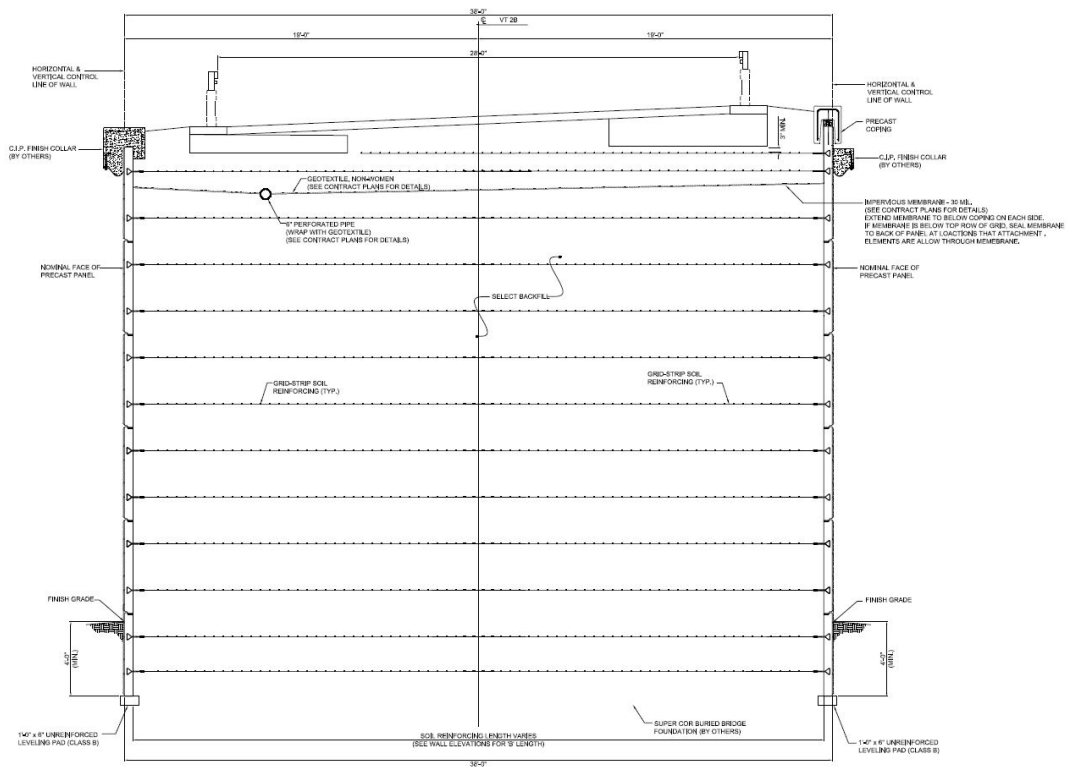 38'-0"
℄ VT 2B
19'-0"
19'-0"
28'-0"
HORIZONTAL &
VERTICAL CONTROL
LINE OF WALL
HORIZONTAL &
VERTICAL CONTROL
LINE OF WALL
PRECAST
COPING
3" MIN.
C.I.P. FINISH COLLAR
(BY OTHERS)
C.I.P. FINISH COLLAR
(BY OTHERS)
GEOTEXTILE, NON-WOMEN
(SEE CONTRACT PLANS FOR DETAILS)
6" PERFORATED PIPE
(WRAP WITH GEOTEXTILE)
(SEE CONTRACT PLANS FOR DETAILS)
IMPERVIOUS MEMBRANE - 30 MIL.
(SEE CONTRACT PLANS FOR DETAILS)
EXTEND MEMBRANE TO BELOW COPING ON EACH SIDE.
IF MEMBRANE IS BELOW TOP ROW OF GRID, SEAL MEMBRANE
TO BACK OF PANEL AT LOACTIONS THAT ATTACHMENT .
ELEMENTS ARE ALLOW THROUGH MEMEBRANE.
NOMINAL FACE OF
PRECAST PANEL
NOMINAL FACE OF
PRECAST PANEL
SELECT BACKFILL
GRID-STRIP SOIL
REINFORCING (TYP.)
GRID-STRIP SOIL
REINFORCING (TYP.)
FINISH GRADE
FINISH GRADE
4'-0"
(MIN.)
4'-0"
(MIN.)
1'-0" x 6" UNREINFORCED
LEVELING PAD (CLASS B)
SOIL REINFORCING LENGTH VARIES
(SEE WALL ELEVATIONS FOR 'B' LENGTH)
SUPER COR BURIED BRIDGE
FOUNDATION (BY OTHERS)
1'-0" x 6" UNREINFORCED
LEVELING PAD (CLASS B)
38'-0"